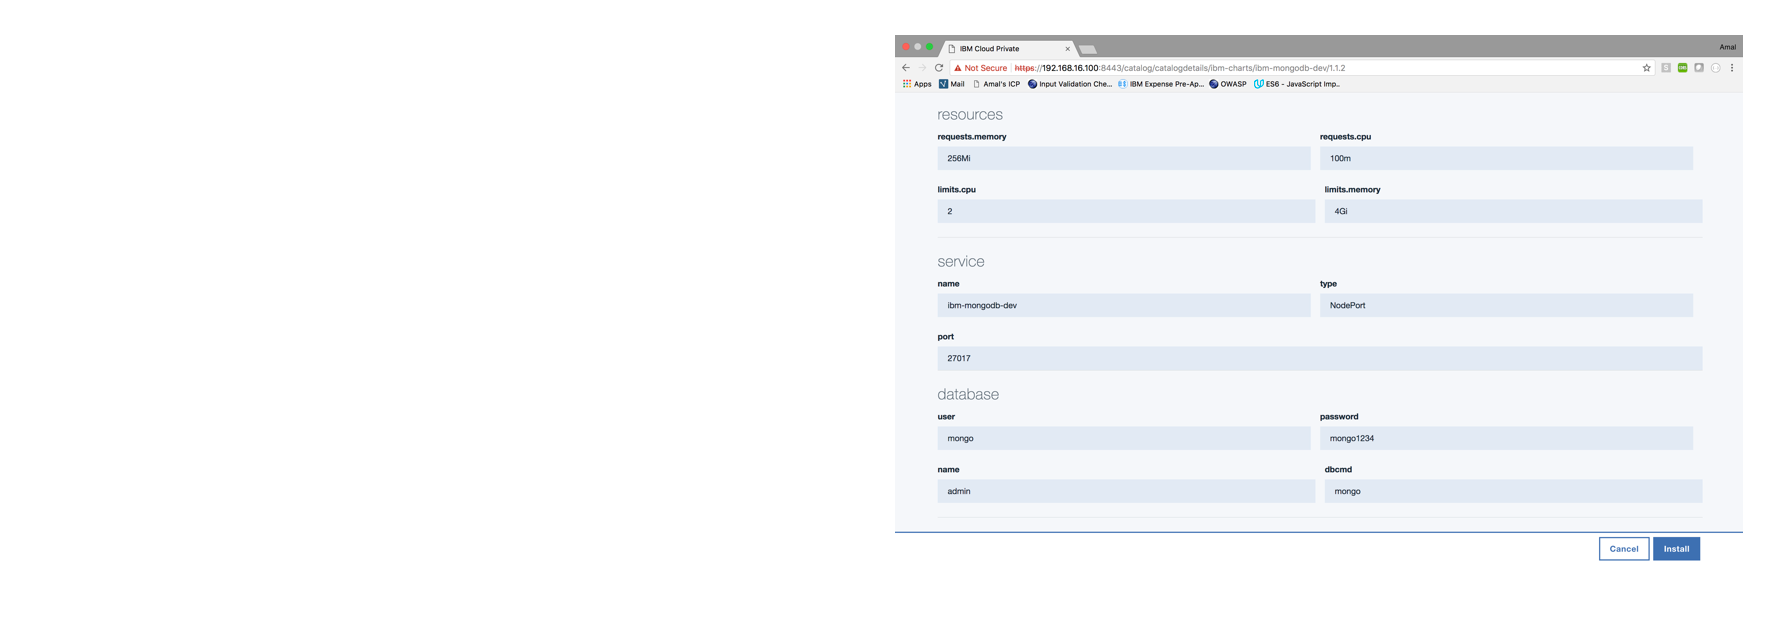 IBM Cloud Private
Amal
Not Secure https://192.168.16.100:8443/catalog/catalogdetails/ibm-charts/ibm-mongodb-dev/1.1.2
Apps Mail Amal's ICP Input Validation Che... IBM Expense Pre-Ap... OWASP ES6 - JavaScript Imp...
resources
requests.memory requests.cpu
256Mi 100m
limits.cpu limits.memory
2 4Gi
service
name type
ibm-mongodb-dev NodePort
port
27017
database
user password
mongo mongo1234
name dbcmd
admin mongo
Cancel Install